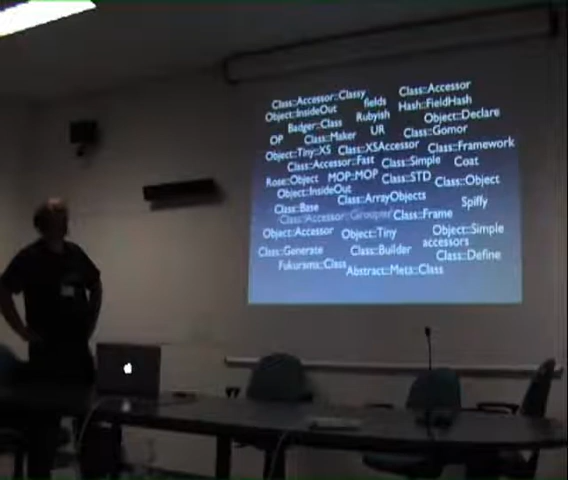 Class::Accessor::Classy fields Class::Accessor
Object::InsideOut Rubyish Hash::FieldHash
Badger::Class Object::Declare
OP Class::Maker UR Class::Gomor
Object::Tiny::XS Class::XSAccessor Class::Framework
Class::Accessor::Fast Class::Simple Coat
Rose::Object MOP::MOP Class::STD Class::Object
Object::InsideOut Class::ArrayObjects Spiffy
Class::Base
Class::Accessor::Grouped Class::Frame
Object::Accessor Object::Tiny Object::Simple
accessors
Class::Generate Class::Builder Class::Define
Fukurama::Class Abstract::Meta::Class